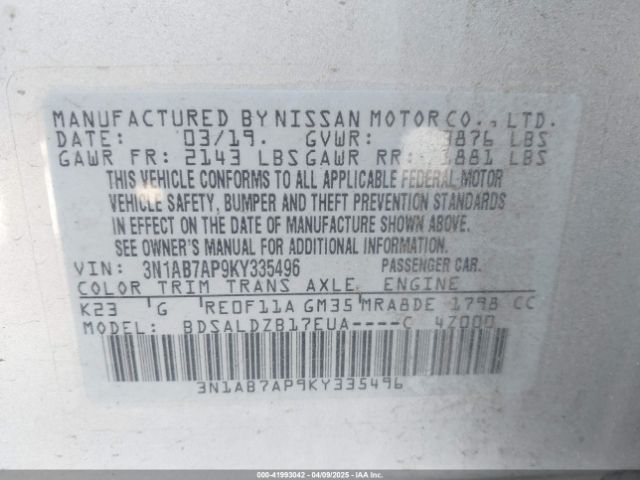 MANUFACTURED BY NISSAN MOTOR CO., LTD.
DATE: 03/19. GVWR: 3876 LBS
GAWR FR: 2143 LBS GAWR RR: 1881 LBS
THIS VEHICLE CONFORMS TO ALL APPLICABLE FEDERAL MOTOR
VEHICLE SAFETY, BUMPER AND THEFT PREVENTION STANDARDS
IN EFFECT ON THE DATE OF MANUFACTURE SHOWN ABOVE.
SEE OWNER'S MANUAL FOR ADDITIONAL INFORMATION.
VIN: 3N1AB7AP9KY335496 PASSENGER CAR.
COLOR TRIM TRANS AXLE ENGINE
K23 G RE0F11A GM35 MRA8DE 1798 CC
MODEL: BDSALDZB17EUA----C 4Z000
3N1AB7AP9KY335496
000-41993042 - 04/09/2025 - IAAI.COM